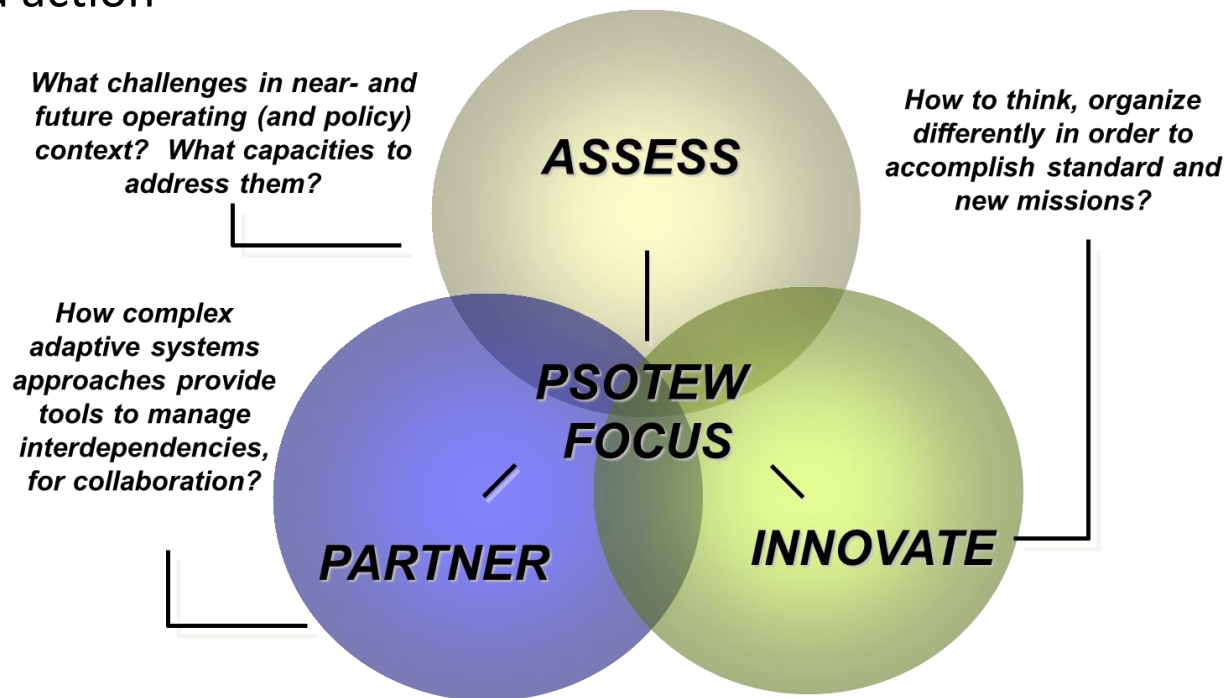 action
What challenges in near- and
future operating (and policy)
context? What capacities to
address them?
ASSESS
How to think, organize
differently in order to
accomplish standard and
new missions?
How complex
adaptive systems
approaches provide
tools to manage
interdependencies,
for collaboration?
PSOTEW
FOCUS
PARTNER
INNOVATE